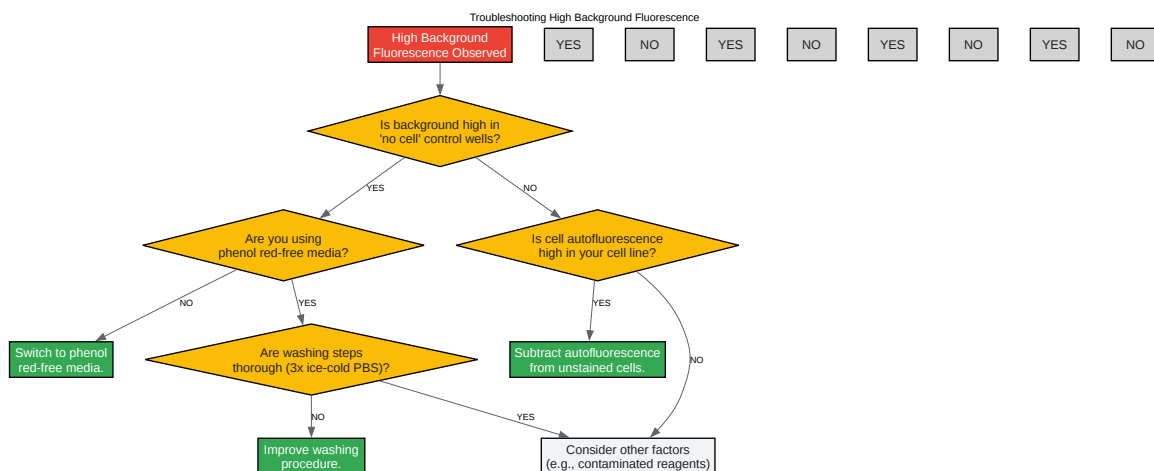 Troubleshooting High Background Fluorescence
High Background
Fluorescence Observed
YES
NO
YES
NO
YES
NO
YES
NO
Is background high in
'no cell' control wells?
YES
NO
Are you using
phenol red-free media?
Is cell autofluorescence
high in your cell line?
NO
YES
YES
NO
Switch to phenol
red-free media.
Are washing steps
thorough (3x ice-cold PBS)?
Subtract autofluorescence
from unstained cells.
NO
YES
Improve washing
procedure.
Consider other factors
(e.g., contaminated reagents)